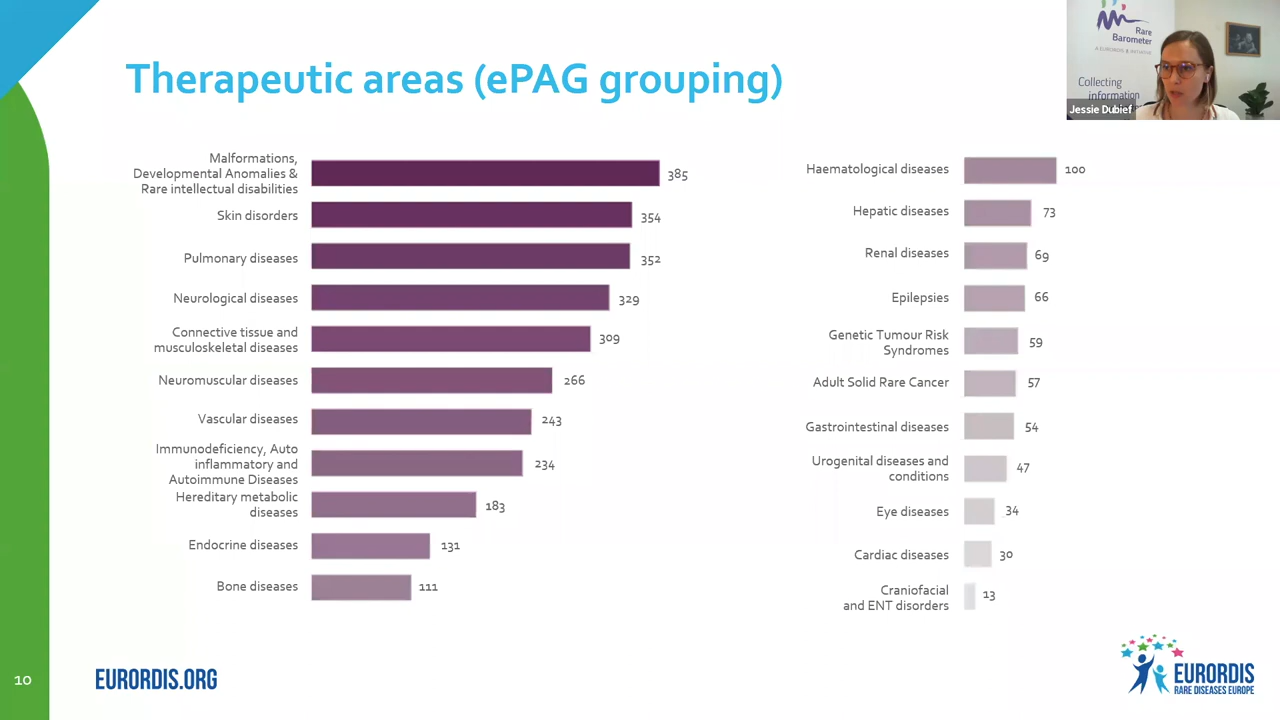 Therapeutic areas (ePAG grouping)
Rare
Barometer
A EURORDIS INITIATIVE
Collecting
information
Jessie Dubief
Malformations,
Developmental Anomalies &
Rare intellectual disabilities
385
Skin disorders
354
Pulmonary diseases
352
Neurological diseases
329
Connective tissue and
musculoskeletal diseases
309
Neuromuscular diseases
266
Vascular diseases
243
Immunodeficiency, Auto
inflammatory and
Autoimmune Diseases
234
Hereditary metabolic
diseases
183
Endocrine diseases
131
Bone diseases
111
Haematological diseases
100
Hepatic diseases
73
Renal diseases
69
Epilepsies
66
Genetic Tumour Risk
Syndromes
59
Adult Solid Rare Cancer
57
Gastrointestinal diseases
54
Urogenital diseases and
conditions
47
Eye diseases
34
Cardiac diseases
30
Craniofacial
and ENT disorders
13
10
EURORDIS.ORG
EURORDIS
RARE DISEASES EUROPE